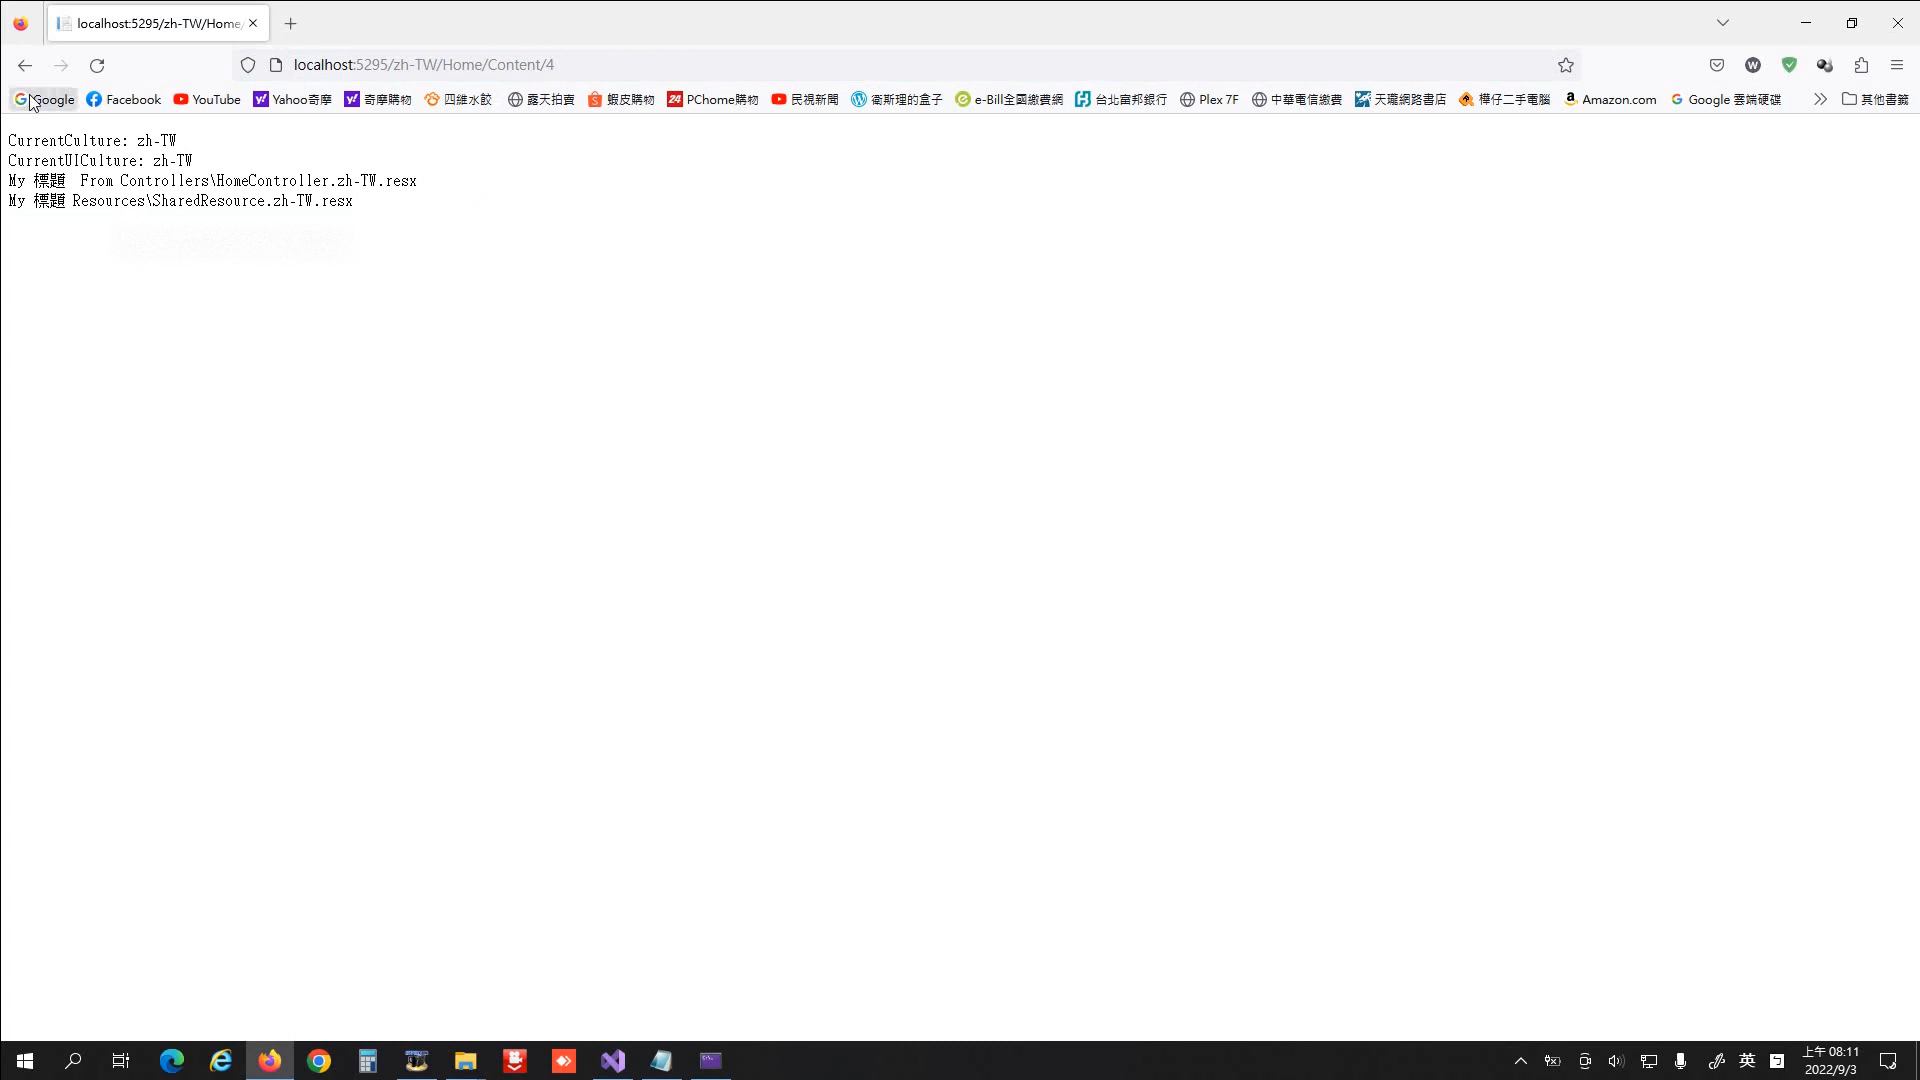 localhost:5295/zh-TW/Home/
localhost:5295/zh-TW/Home/Content/4
Google Facebook YouTube Yahoo奇摩 奇摩購物 四維水餃 露天拍賣 蝦皮購物 PChome購物 民視新聞 衛斯理的盒子 e-Bill全國繳費網 台北富邦銀行 Plex 7F 中華電信繳費 天瓏網路書店 樺仔二手電腦 Amazon.com Google 雲端硬碟 其他書籤
CurrentCulture: zh-TW
CurrentUICulture: zh-TW
My 標題 From Controllers\HomeController.zh-TW.resx
My 標題 Resources\SharedResource.zh-TW.resx
英
上午 08:11
2022/9/3